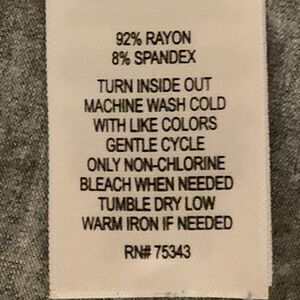 92% RAYON
8% SPANDEX
TURN INSIDE OUT
MACHINE WASH COLD
WITH LIKE COLORS
GENTLE CYCLE
ONLY NON-CHLORINE
BLEACH WHEN NEEDED
TUMBLE DRY LOW
WARM IRON IF NEEDED
RN# 75343